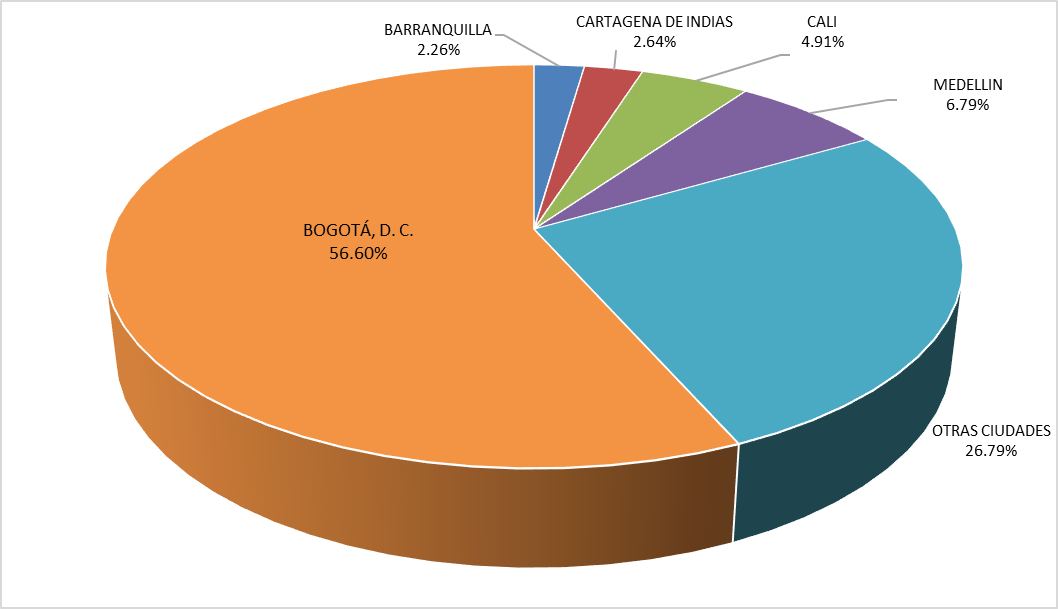 BARRANQUILLA
2.26%
CARTAGENA DE INDIAS
2.64%
CALI
4.91%
MEDELLIN
6.79%
BOGOTÁ, D. C.
56.60%
OTRAS CIUDADES
26.79%